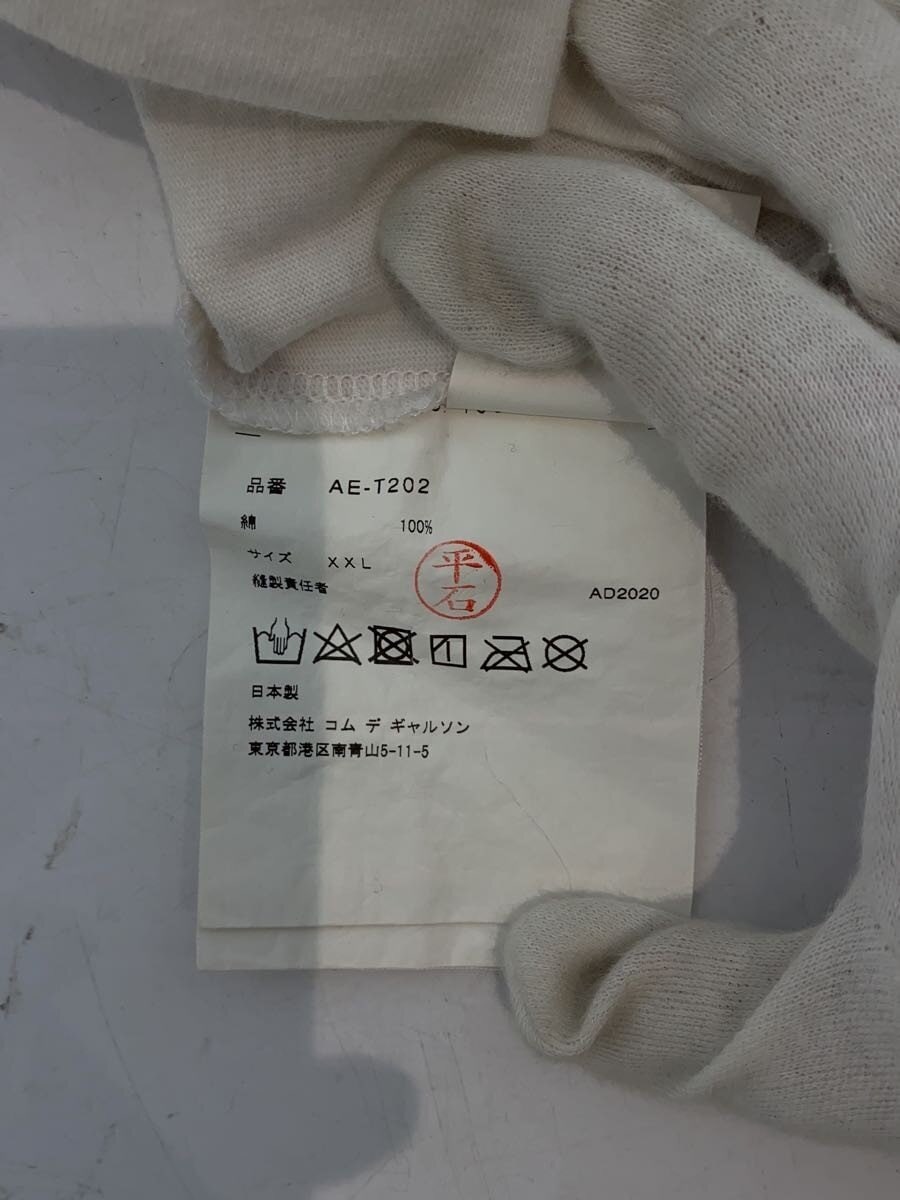 品番 AE-T202
綿 100%
サイズ XXL
縫製責任者 平石 AD2020
日本製
株式会社 コム デ ギャルソン
東京都港区南青山5-11-5